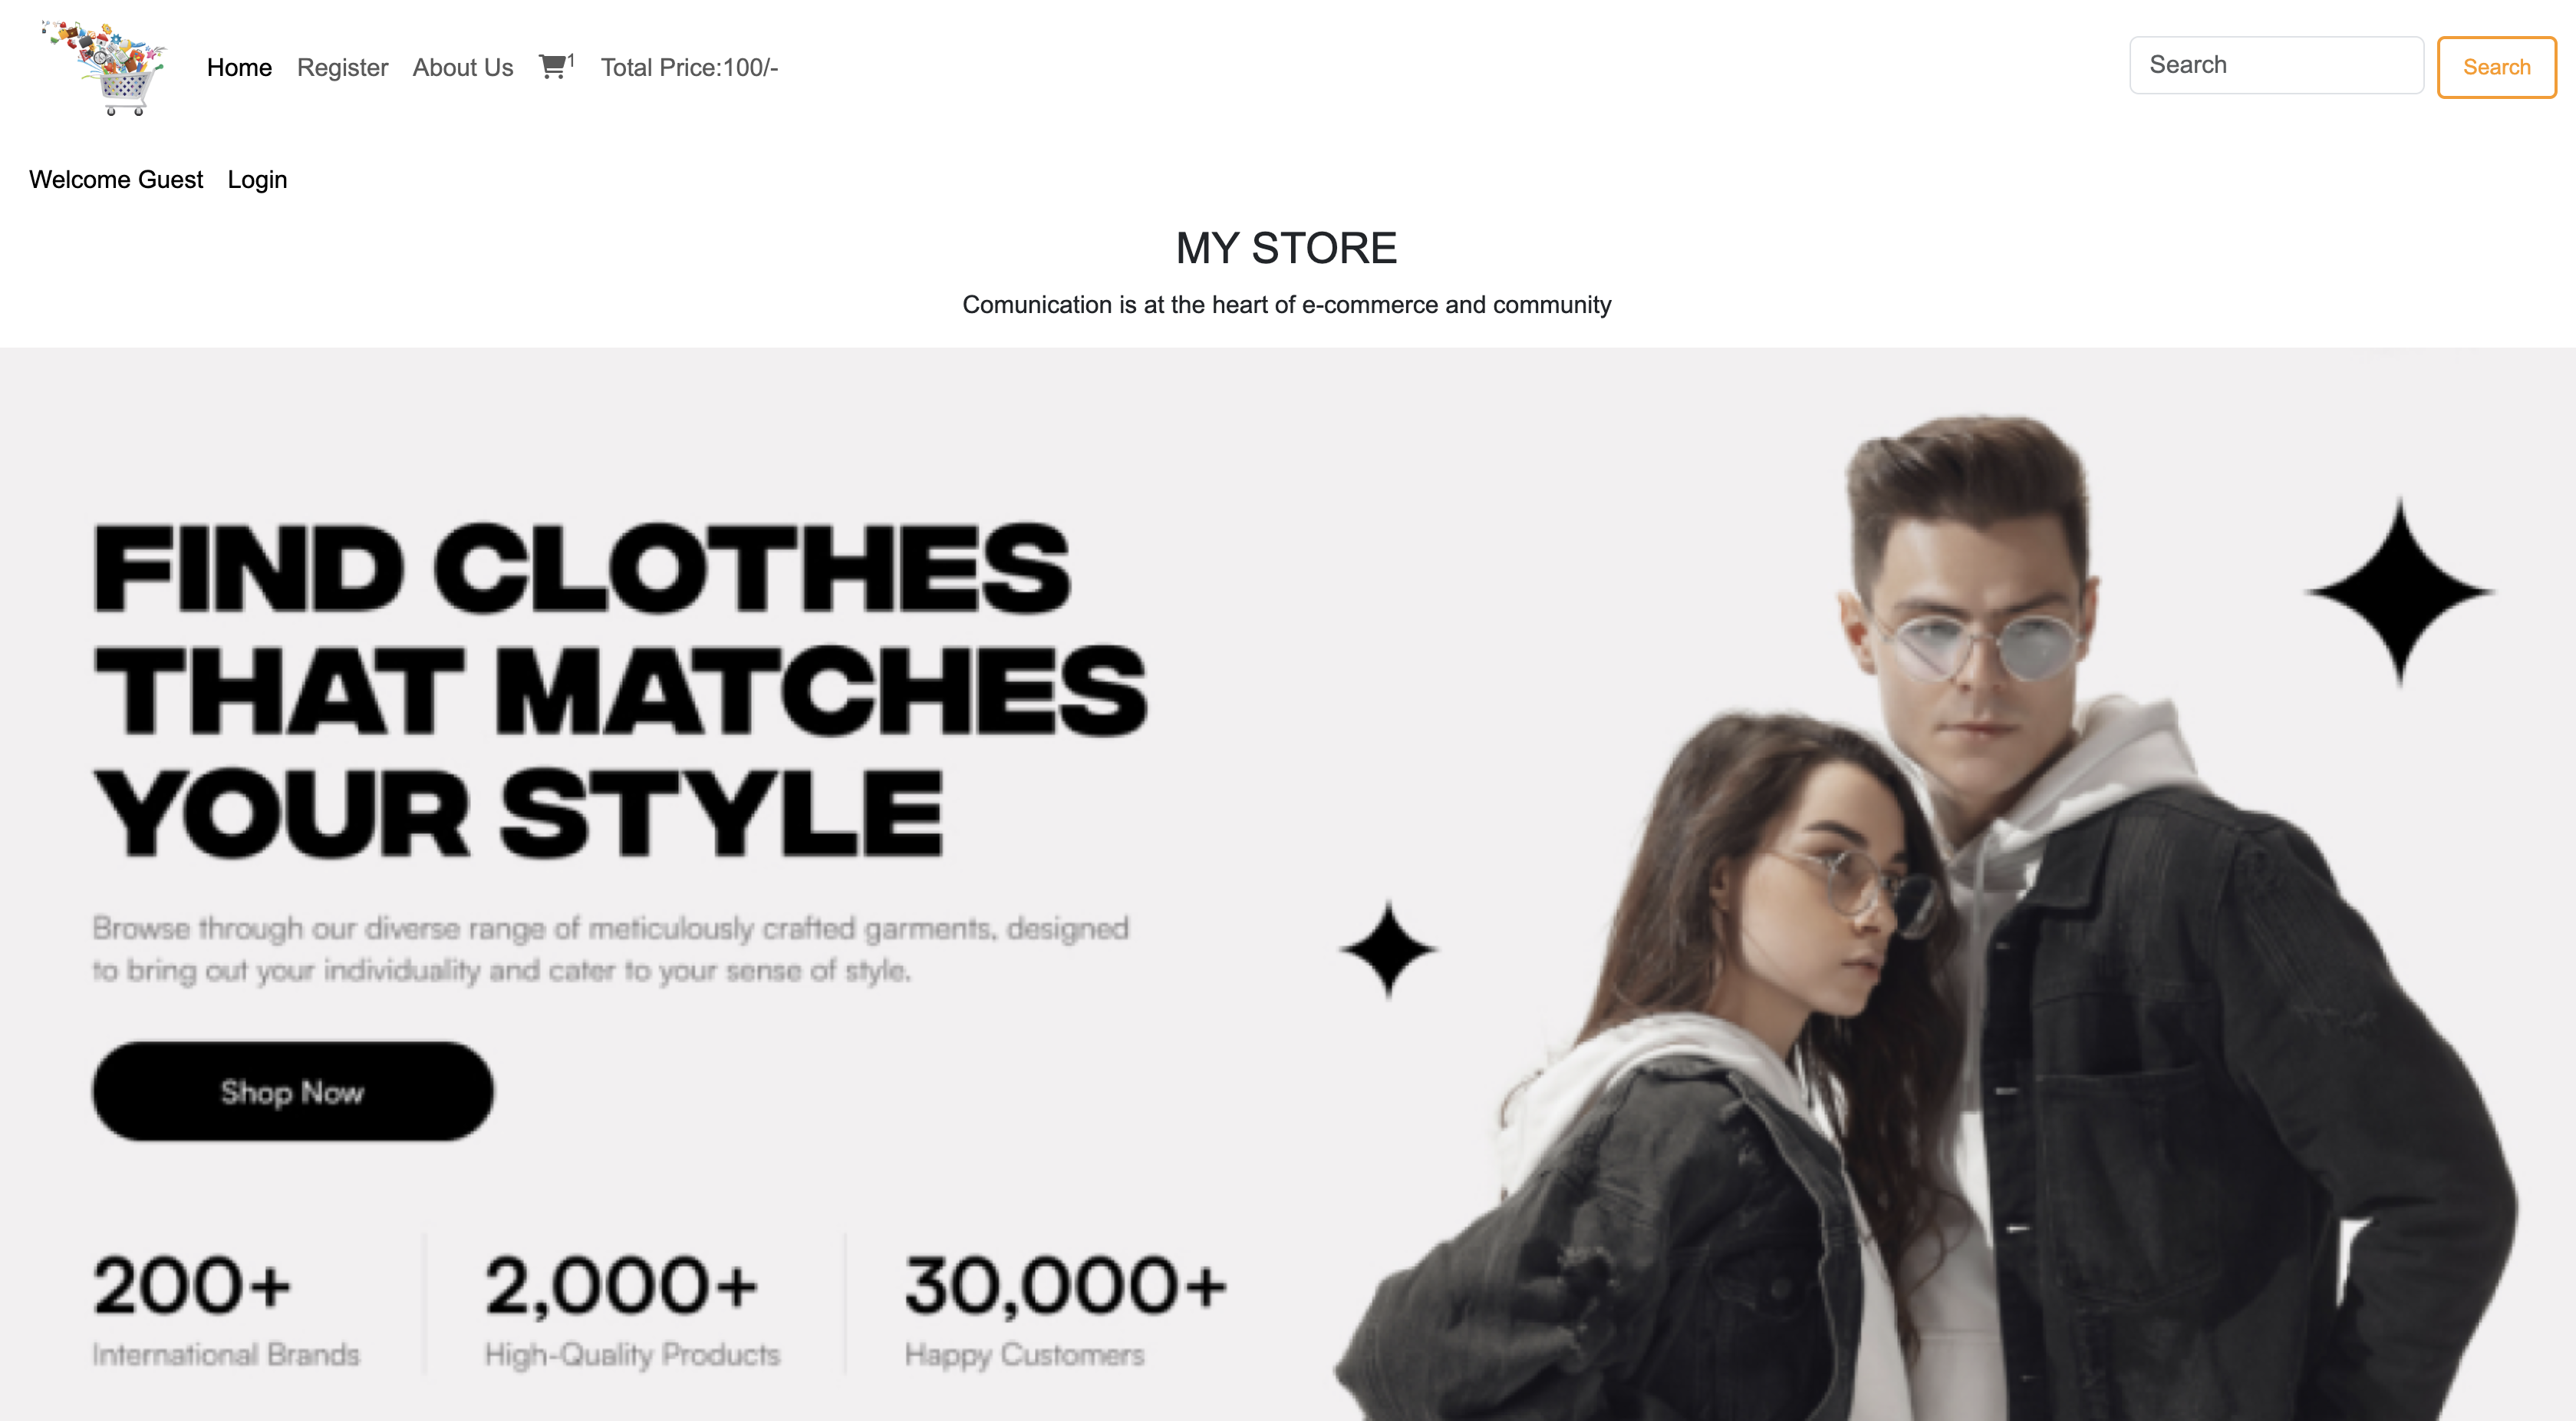 Home Register About Us 1 Total Price:100/- Search Search
Welcome Guest Login
MY STORE
Comunication is at the heart of e-commerce and community
FIND CLOTHES
THAT MATCHES
YOUR STYLE
Browse through our diverse range of meticulously crafted garments, designed
to bring out your individuality and cater to your sense of style.
Shop Now
200+ 2,000+ 30,000+
International Brands High-Quality Products Happy Customers